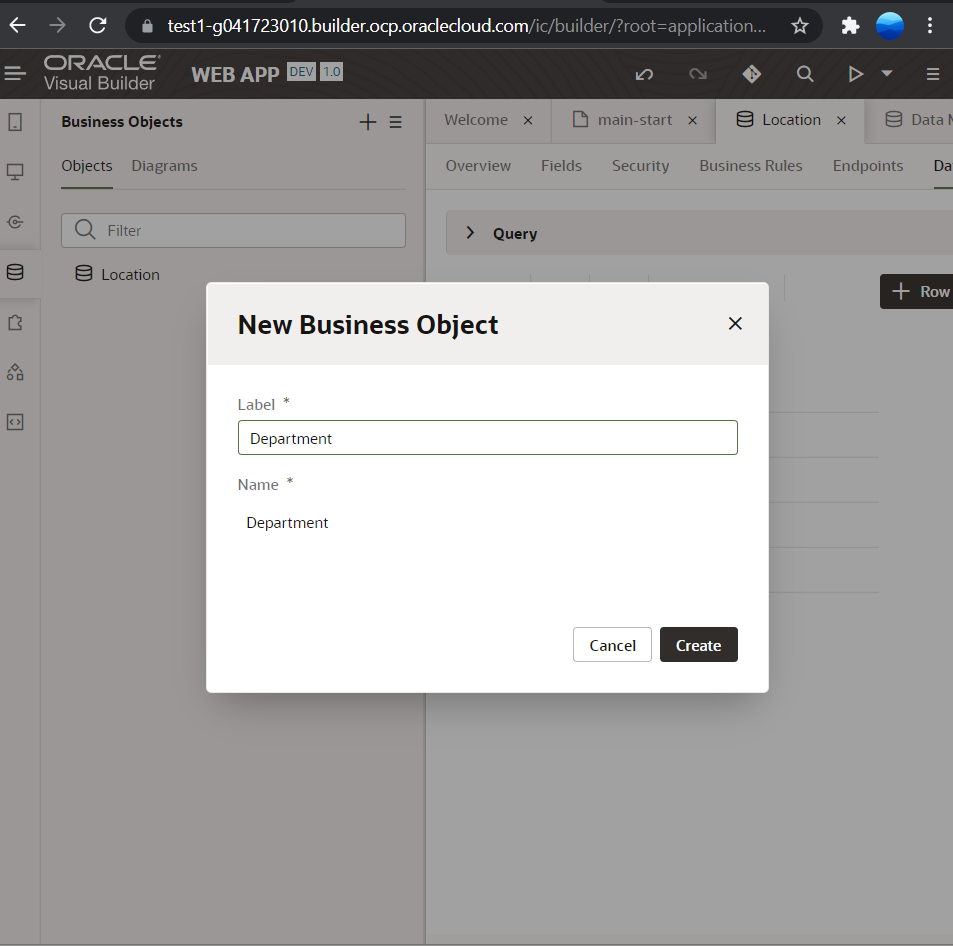 test1-g041723010.builder.ocp.oraclecloud.com/ic/builder/?root=application...
ORACLE
Visual Builder
WEB APP DEV 1.0
Business Objects
Objects Diagrams
Filter
Location
Welcome main-start Location Data
Overview Fields Security Business Rules Endpoints
Query
Row
New Business Object
Label *
Department
Name *
Department
Cancel Create